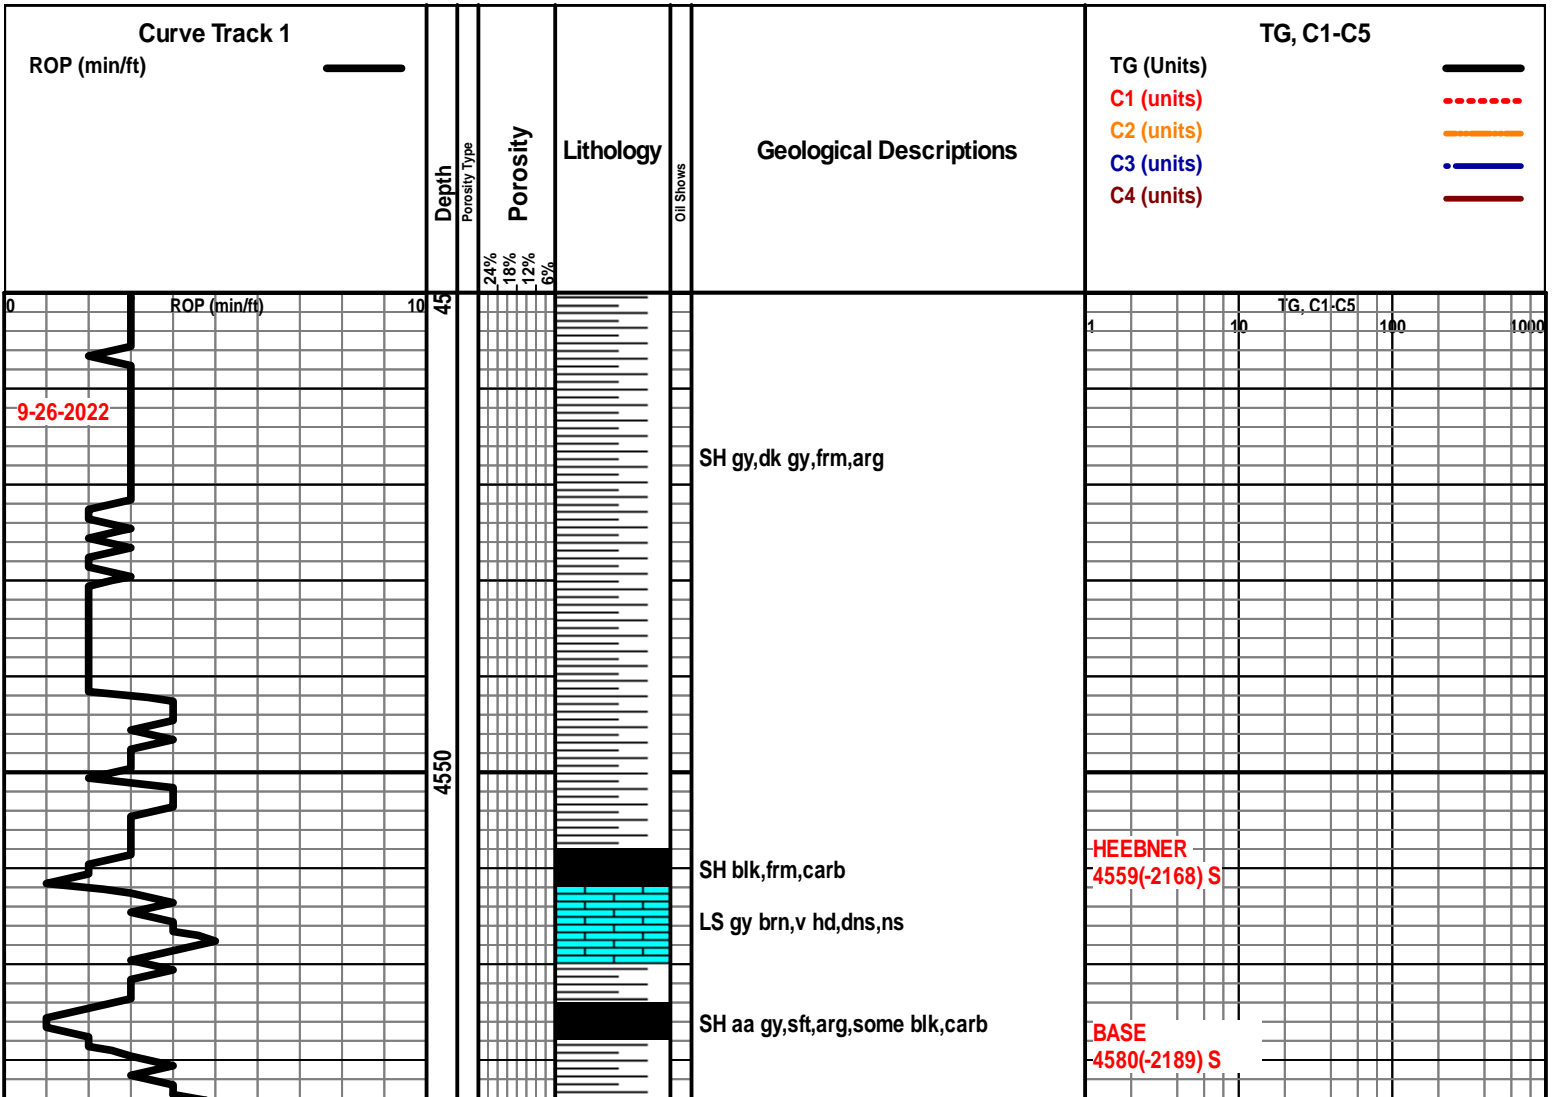 Curve Track 1
ROP (min/ft)
Depth
Porosity Type
Porosity
24%
18%
12%
6%
Lithology
Oil Shows
Geological Descriptions
TG, C1-C5
TG (Units)
C1 (units)
C2 (units)
C3 (units)
C4 (units)
0 ROP (min/ft) 10
45
TG, C1-C5
1 10 100 1000
9-26-2022
SH gy,dk gy,frm,arg
4550
HEEBNER
4559(-2168) S
SH blk,frm,carb
LS gy brn,v hd,dns,ns
SH aa gy,sft,arg,some blk,carb
BASE
4580(-2189) S